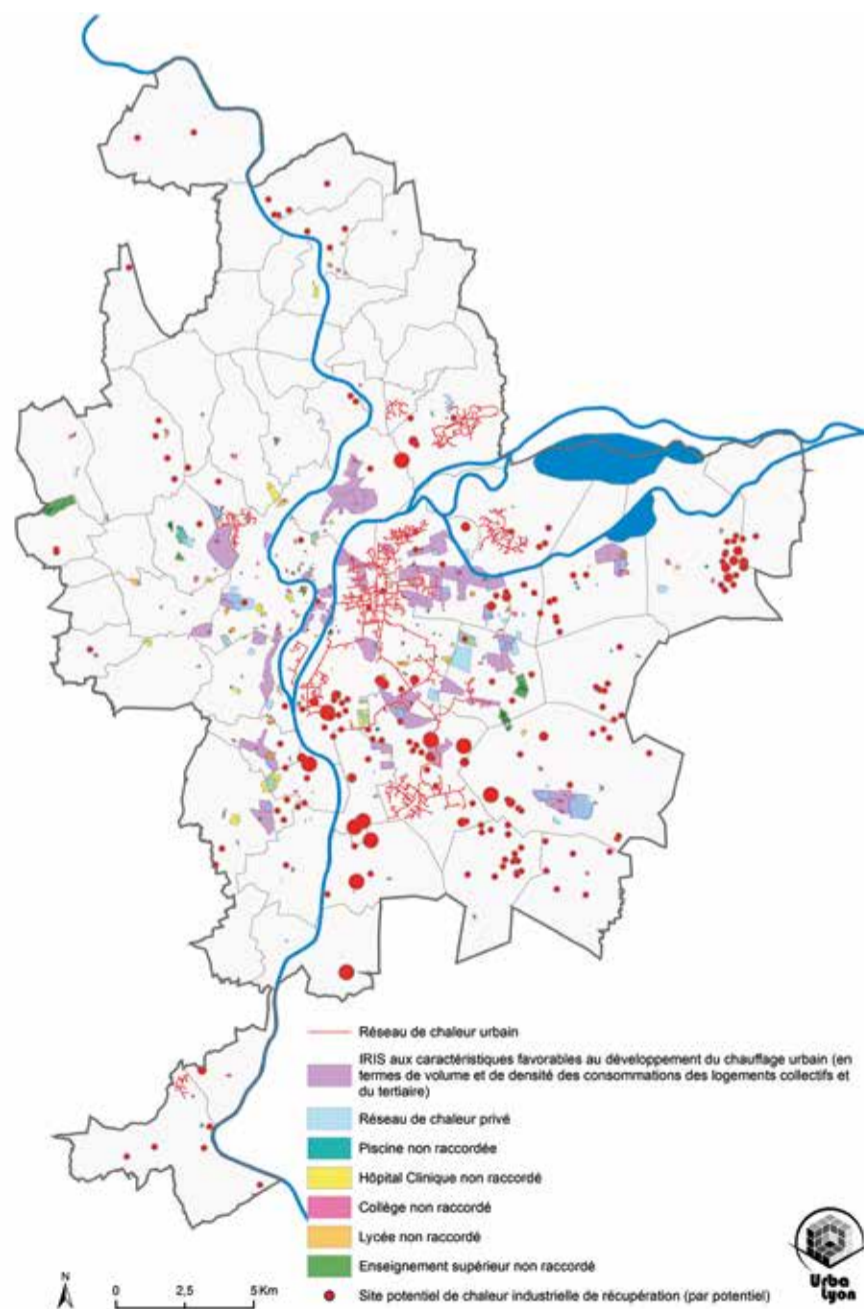 Réseau de chaleur urbain
IRIS aux caractéristiques favorables au développement du chauffage urbain (en
termes de volume et de densité des consommations des logements collectifs et
du tertiaire)
Réseau de chaleur privé
Piscine non raccordée
Hôpital Clinique non raccordé
Collège non raccordé
Lycée non raccordé
Enseignement supérieur non raccordé
Site potentiel de chaleur industrielle de récupération (par potentiel)
N
0 2,5 5 Km
Urba
Lyon